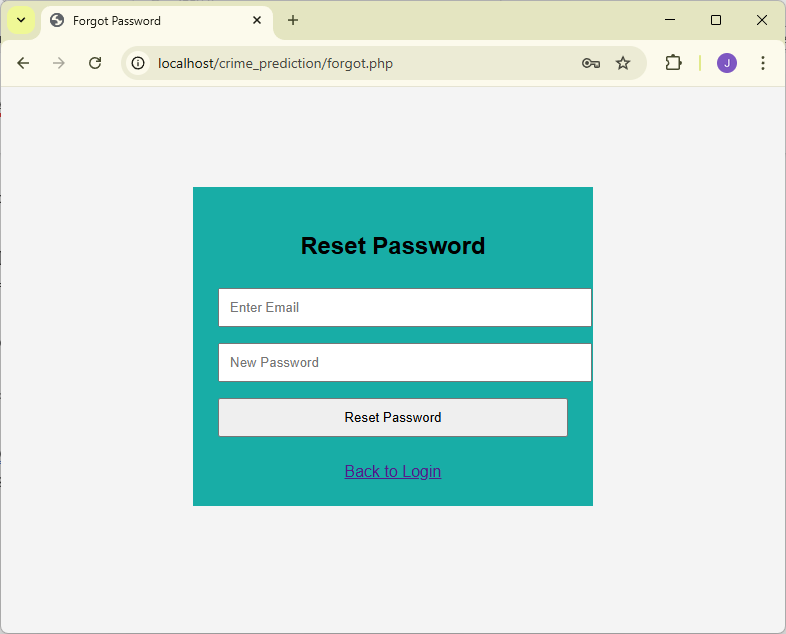 Forgot Password
localhost/crime_prediction/forgot.php
J
Reset Password
Enter Email
New Password
Reset Password
Back to Login